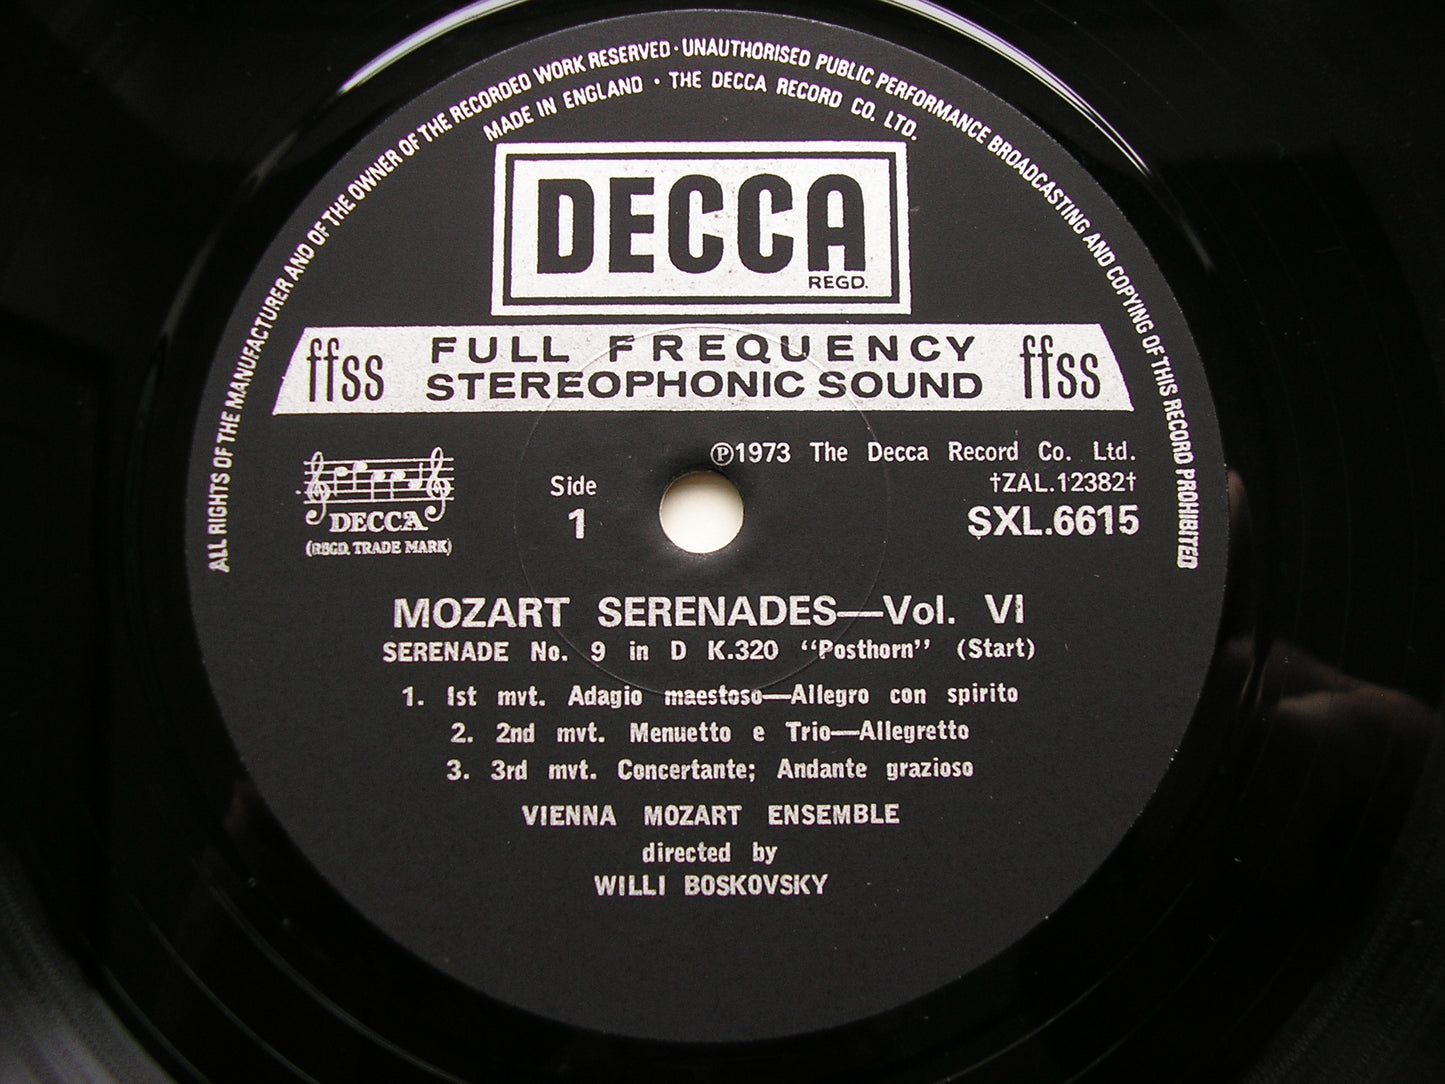 ALL RIGHTS OF THE MANUFACTURER AND OF THE OWNER OF THE RECORDED WORK RESERVED · UNAUTHORISED PUBLIC PERFORMANCE BROADCASTING AND COPYING OF THIS RECORD PROHIBITED
MADE IN ENGLAND · THE DECCA RECORD CO. LTD.
DECCA
REGD.
ffss FULL FREQUENCY ffss
STEREOPHONIC SOUND
℗1973 The Decca Record Co. Ltd.
†ZAL.12382†
SXL.6615
Side
1
DECCA
(REGD. TRADE MARK)
MOZART SERENADES—Vol. VI
SERENADE No. 9 in D K.320 "Posthorn" (Start)
1. Ist mvt. Adagio maestoso—Allegro con spirito
2. 2nd mvt. Menuetto e Trio—Allegretto
3. 3rd mvt. Concertante; Andante grazioso
VIENNA MOZART ENSEMBLE
directed by
WILLI BOSKOVSKY